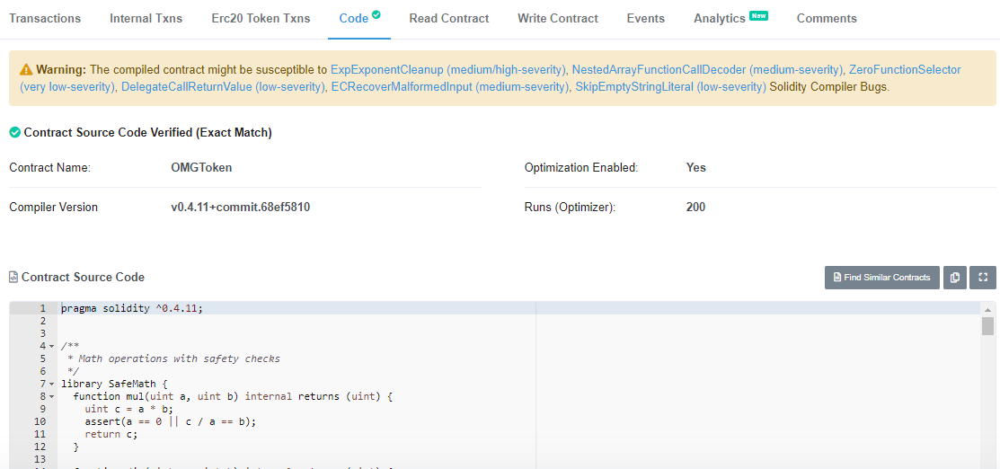 Transactions Internal Txns Erc20 Token Txns Code Read Contract Write Contract Events Analytics New Comments
Warning: The compiled contract might be susceptible to ExpExponentCleanup (medium/high-severity), NestedArrayFunctionCallDecoder (medium-severity), ZeroFunctionSelector
(very low-severity), DelegateCallReturnValue (low-severity), ECRecoverMalformedInput (medium-severity), SkipEmptyStringLiteral (low-severity) Solidity Compiler Bugs.
Contract Source Code Verified (Exact Match)
Contract Name: OMGToken Optimization Enabled: Yes
Compiler Version v0.4.11+commit.68ef5810 Runs (Optimizer): 200
Contract Source Code Find Similar Contracts
1 pragma solidity ^0.4.11;
2
3
4 /**
5 * Math operations with safety checks
6 */
7 library SafeMath {
8 function mul(uint a, uint b) internal returns (uint) {
9 uint c = a * b;
10 assert(a == 0 || c / a == b);
11 return c;
12 }
13